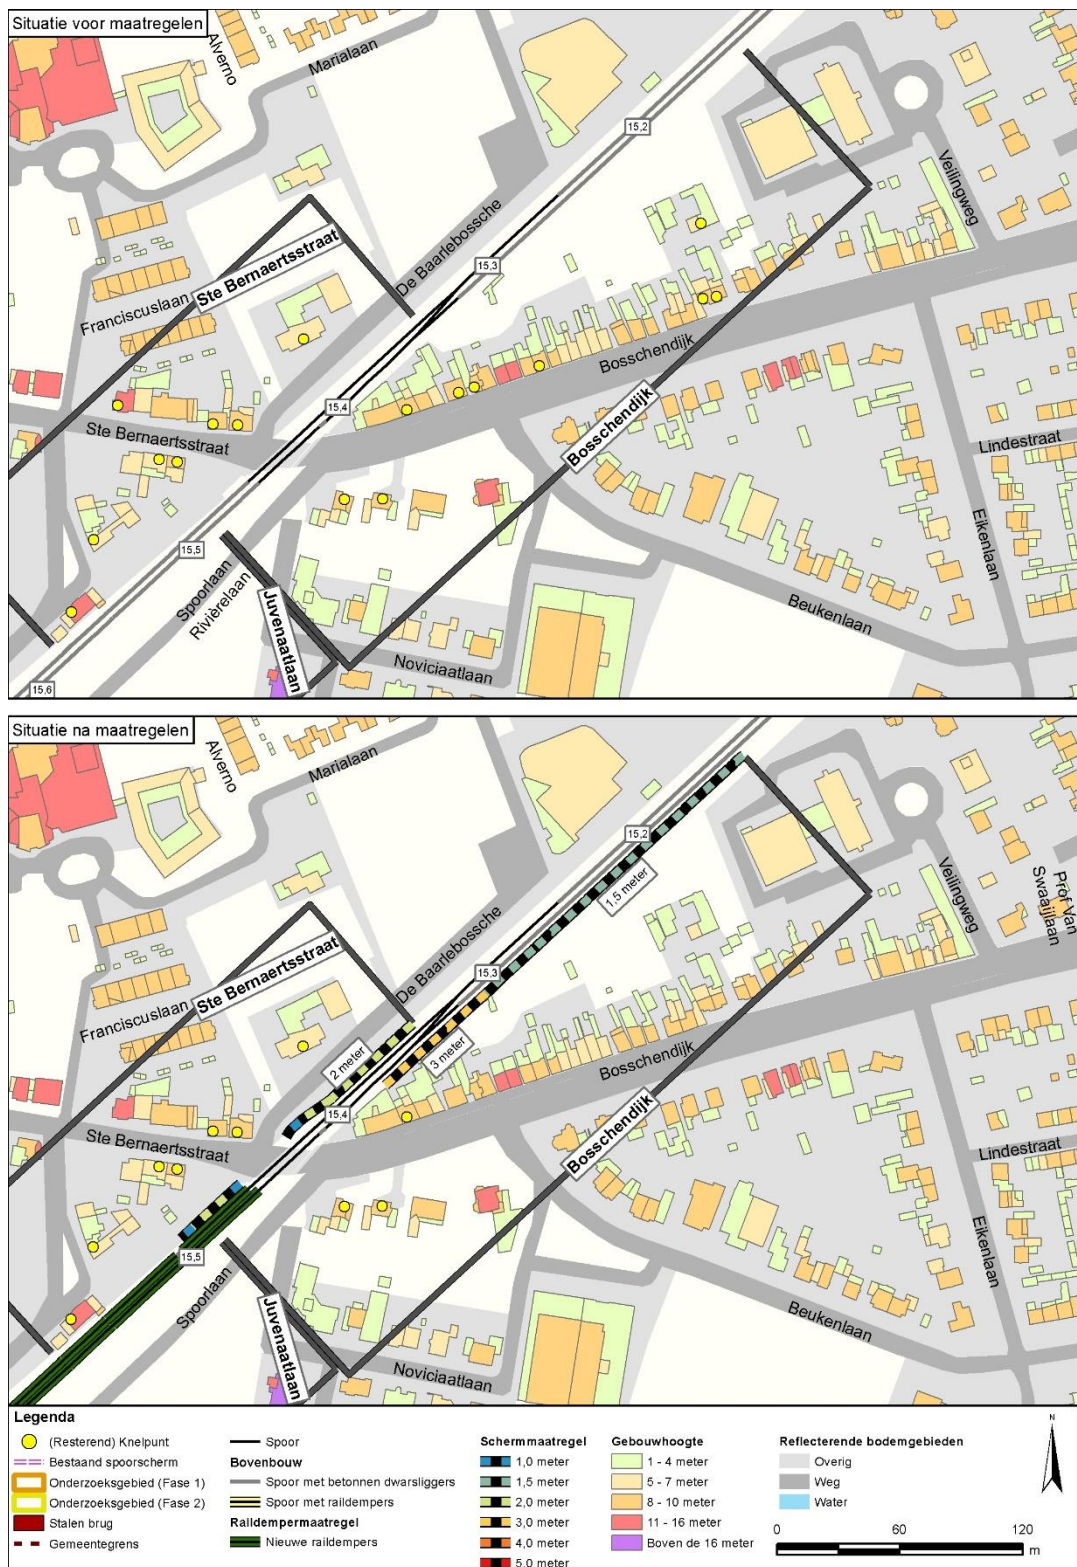 Situatie voor maatregelen
Alverno
Marialaan
15,2
Veilingweg
De Baarlebossche
Ste Bernaertsstraat
15,3
Franciscuslaan
Bosschendijk
15,4
Ste Bernaertsstraat
Bosschendijk
Lindestraat
15,5
Eikenlaan
Spoorlaan
Rivièrelaan
Juvenaatlaan
Beukenlaan
Noviciaatlaan
15,6
Situatie na maatregelen
Alverno
Marialaan
15,2
1,5 meter
Veilingweg
Prof Van
Swaaijlaan
De Baarlebossche
Ste Bernaertsstraat
15,3
Franciscuslaan
2 meter
3 meter
Bosschendijk
15,4
Ste Bernaertsstraat
Bosschendijk
Lindestraat
15,5
Eikenlaan
Spoorlaan
Juvenaatlaan
Beukenlaan
Noviciaatlaan
Legenda
(Resterend) Knelpunt
Bestaand spoorscherm
Onderzoeksgebied (Fase 1)
Onderzoeksgebied (Fase 2)
Stalen brug
Gemeentegrens
Spoor
Bovenbouw
Spoor met betonnen dwarsliggers
Spoor met raildempers
Raildempermaatregel
Nieuwe raildempers
Schermmaatregel
1,0 meter
1,5 meter
2,0 meter
3,0 meter
4,0 meter
5,0 meter
Gebouwhoogte
1 - 4 meter
5 - 7 meter
8 - 10 meter
11 - 16 meter
Boven de 16 meter
Reflecterende bodemgebieden
Overig
Weg
Water
N
0 60 120
m